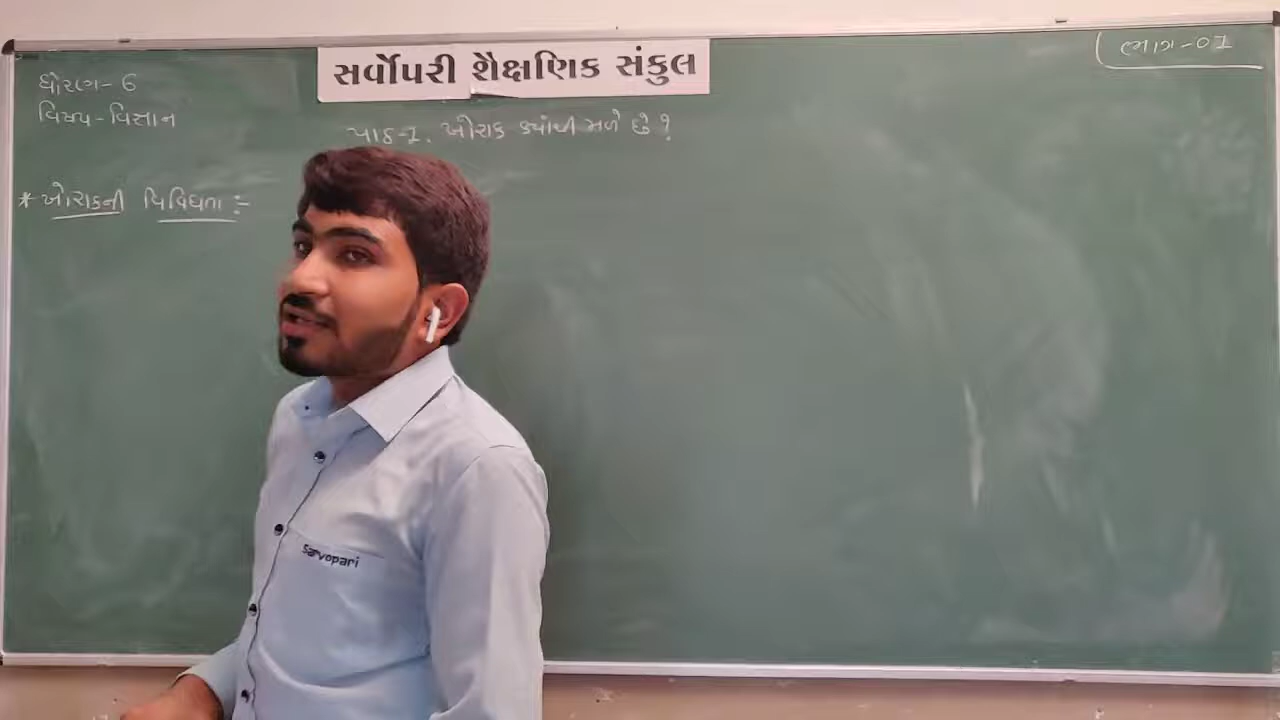 સર્વોપરી શૈક્ષણિક સંકુલ
ભાગ-01
ધોરણ-6
વિષય-વિજ્ઞાન
પાઠ-1. ખોરાક ક્યાંથી મળે છે ?
* ખોરાકની વિવિધતા :-
Sarvopari